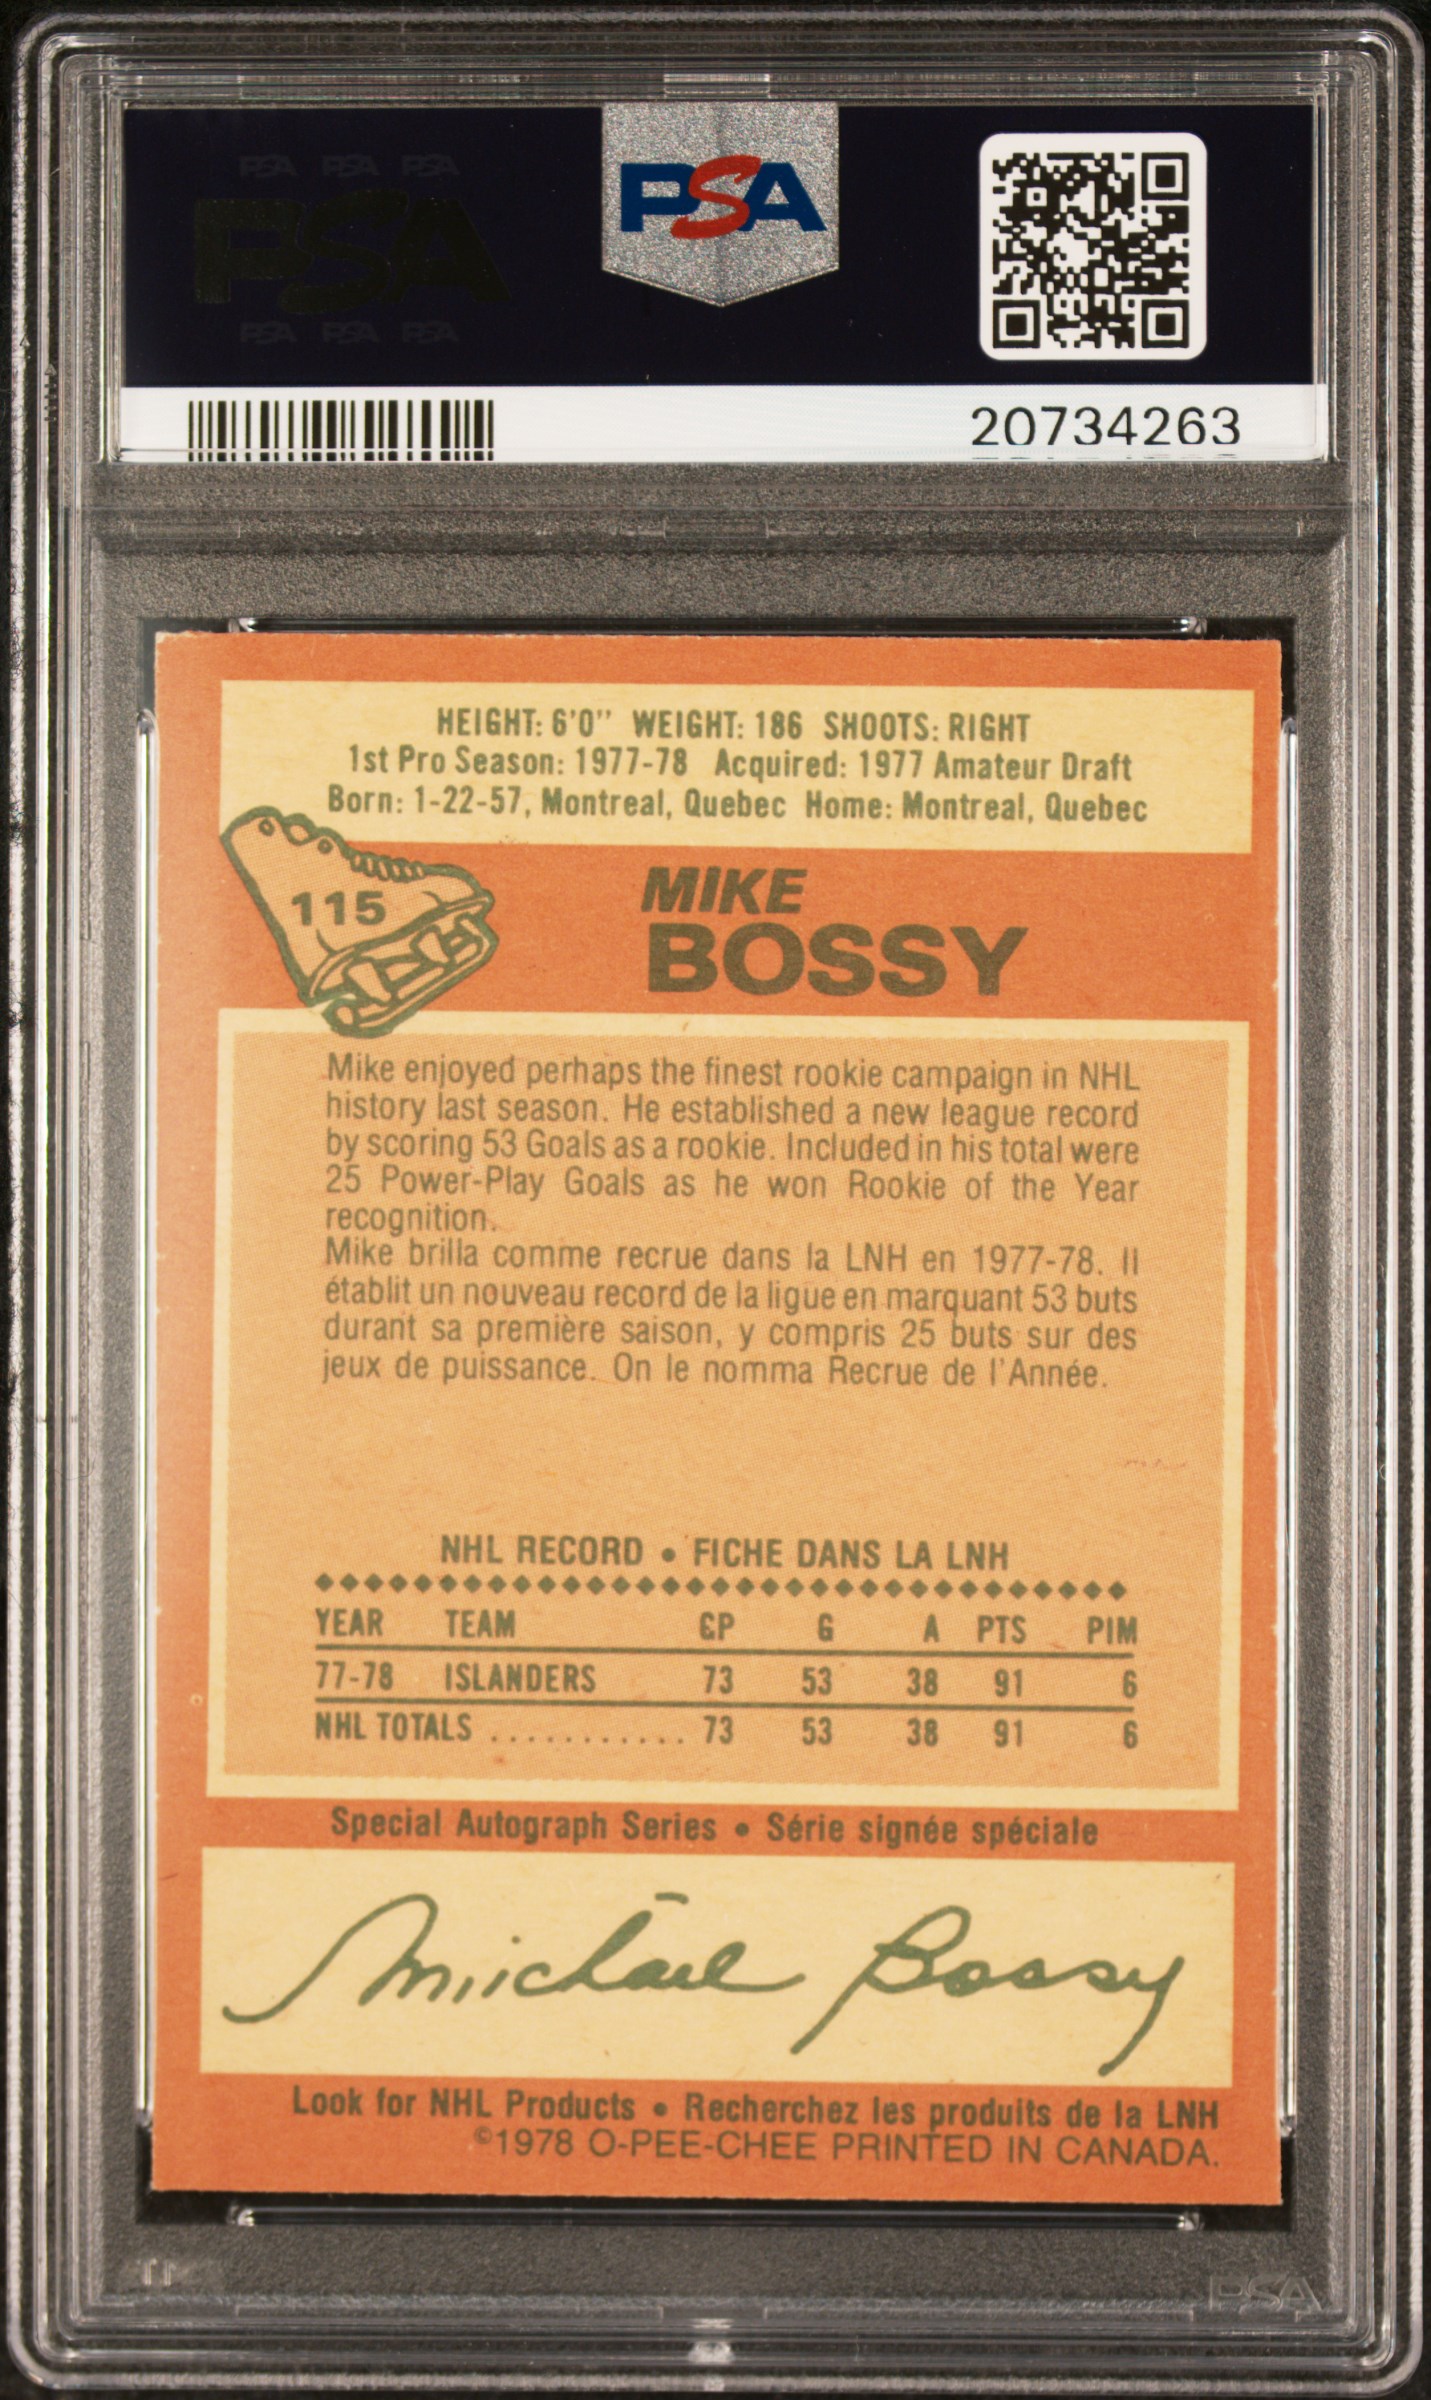 PSA PSA PSA
PSA
PSA PSA PSA
PSA
20734263
HEIGHT: 6'0" WEIGHT: 186 SHOOTS: RIGHT
1st Pro Season: 1977-78 Acquired: 1977 Amateur Draft
Born: 1-22-57, Montreal, Quebec Home: Montreal, Quebec
115
MIKE
BOSSY
Mike enjoyed perhaps the finest rookie campaign in NHL
history last season. He established a new league record
by scoring 53 Goals as a rookie. Included in his total were
25 Power-Play Goals as he won Rookie of the Year
recognition.
Mike brilla comme recrue dans la LNH en 1977-78. Il
établit un nouveau record de la ligue en marquant 53 buts
durant sa première saison, y compris 25 buts sur des
jeux de puissance. On le nomma Recrue de l'Année.
NHL RECORD • FICHE DANS LA LNH
YEAR TEAM GP G A PTS PIM
77-78 ISLANDERS 73 53 38 91 6
NHL TOTALS ........... 73 53 38 91 6
Special Autograph Series • Série signée spéciale
Michael Bossy
Look for NHL Products • Recherchez les produits de la LNH
©1978 O-PEE-CHEE PRINTED IN CANADA.
PSA